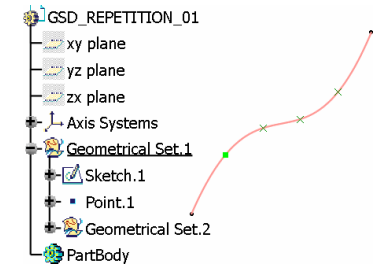 GSD_REPETITION_01
xy plane
yz plane
zx plane
Axis Systems
Geometrical Set.1
Sketch.1
Point.1
Geometrical Set.2
PartBody